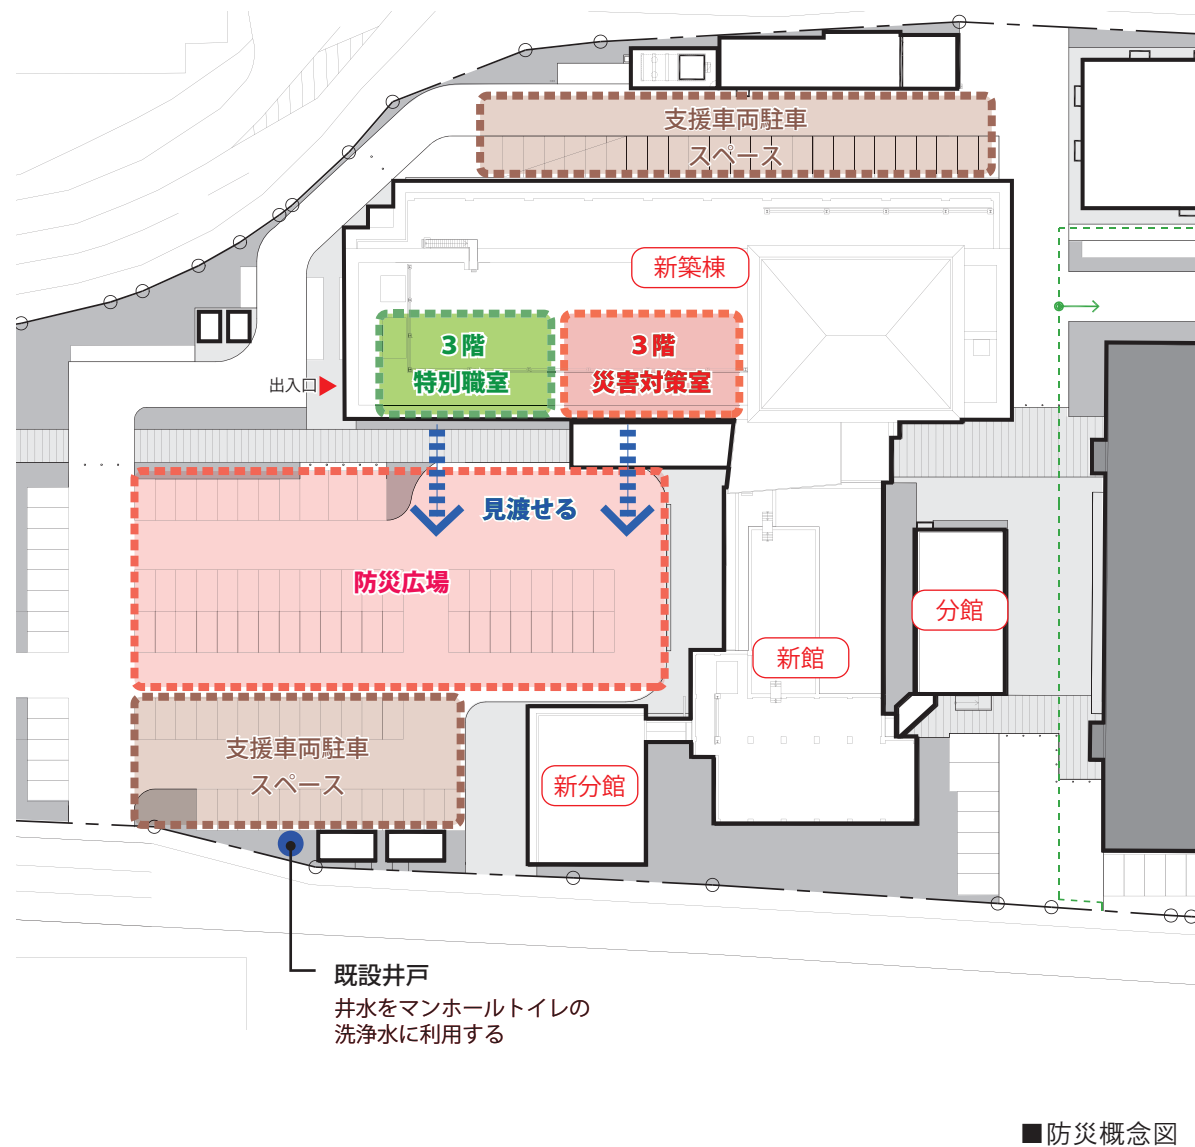 支援車両駐車
スペース
新築棟
3階
特別職室
3階
災害対策室
出入口
見渡せる
防災広場
分館
新館
支援車両駐車
スペース
新分館
既設井戸
井水をマンホールトイレの
洗浄水に利用する
■防災概念図